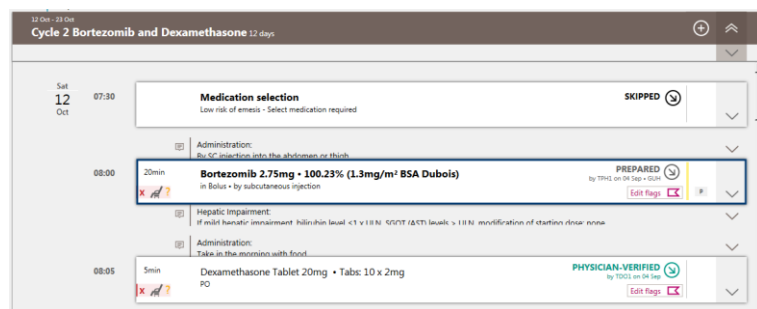 12 Oct - 23 Oct
Cycle 2 Bortezomib and Dexamethasone 12 days
Sat
12
Oct
07:30
Medication selection
Low risk of emesis - Select medication required
SKIPPED
Administration:
By SC injection into the abdomen or thigh
08:00
20min
Bortezomib 2.75mg • 100.23% (1.3mg/m² BSA Dubois)
in Bolus • by subcutaneous injection
PREPARED
by TPH1 on 04 Sep • GUH
Edit flags
P
X ?
Hepatic Impairment:
If mild hepatic impairment, bilirubin level <1 x ULN, SGOT (AST) levels > ULN, modification of starting dose: none
Administration:
Take in the morning with food
08:05
5min
Dexamethasone Tablet 20mg • Tabs: 10 x 2mg
PO
PHYSICIAN-VERIFIED
by TDO1 on 04 Sep
Edit flags
X ?